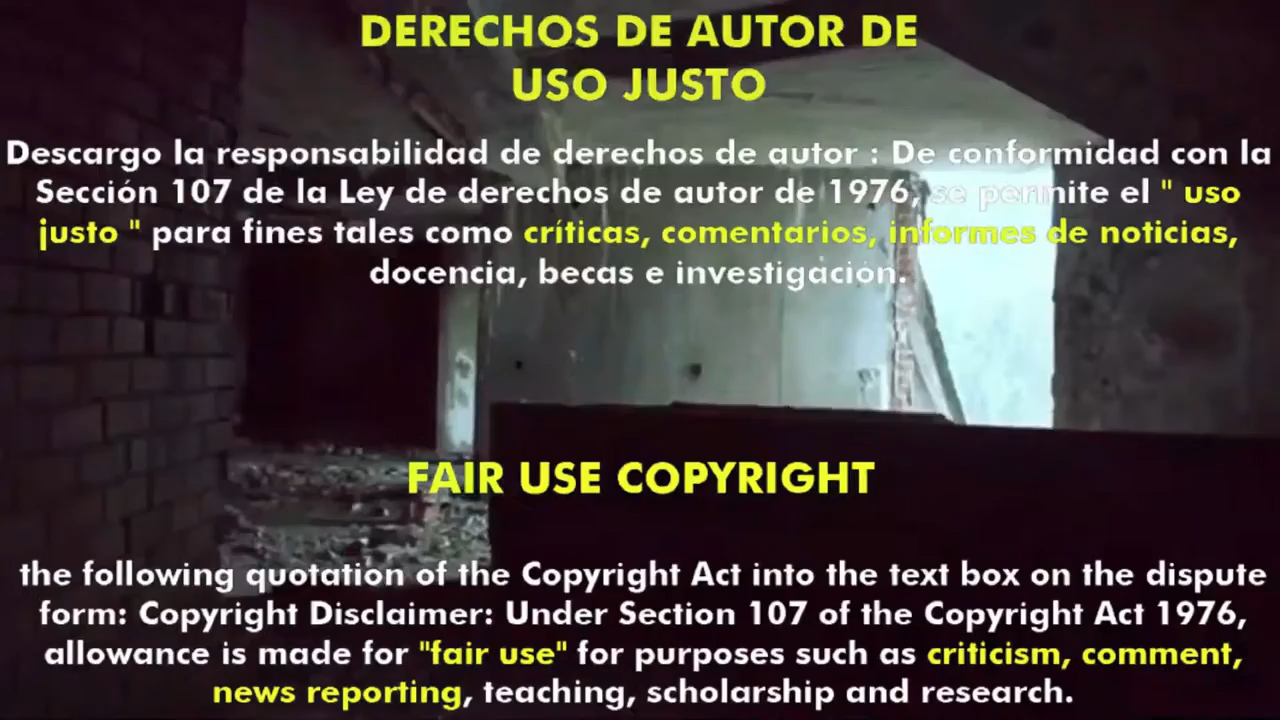 DERECHOS DE AUTOR DE
USO JUSTO
Descargo la responsabilidad de derechos de autor : De conformidad con la
Sección 107 de la Ley de derechos de autor de 1976, se permite el " uso
justo " para fines tales como críticas, comentarios, informes de noticias,
docencia, becas e investigación.
FAIR USE COPYRIGHT
the following quotation of the Copyright Act into the text box on the dispute
form: Copyright Disclaimer: Under Section 107 of the Copyright Act 1976,
allowance is made for "fair use" for purposes such as criticism, comment,
news reporting, teaching, scholarship and research.